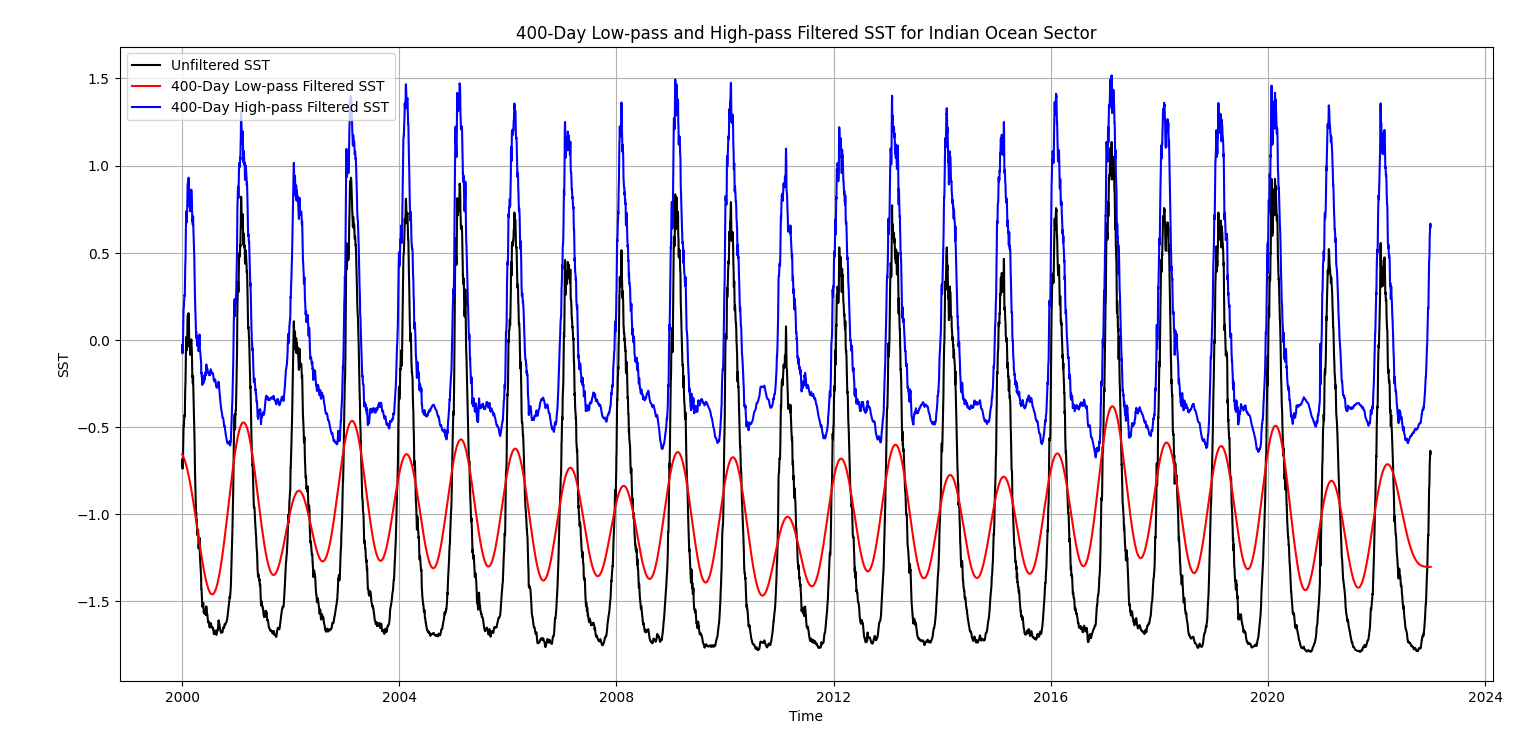 400-Day Low-pass and High-pass Filtered SST for Indian Ocean Sector
Unfiltered SST
400-Day Low-pass Filtered SST
400-Day High-pass Filtered SST
1.5
1.0
0.5
0.0
−0.5
−1.0
−1.5
SST
2000 2004 2008 2012 2016 2020 2024
Time